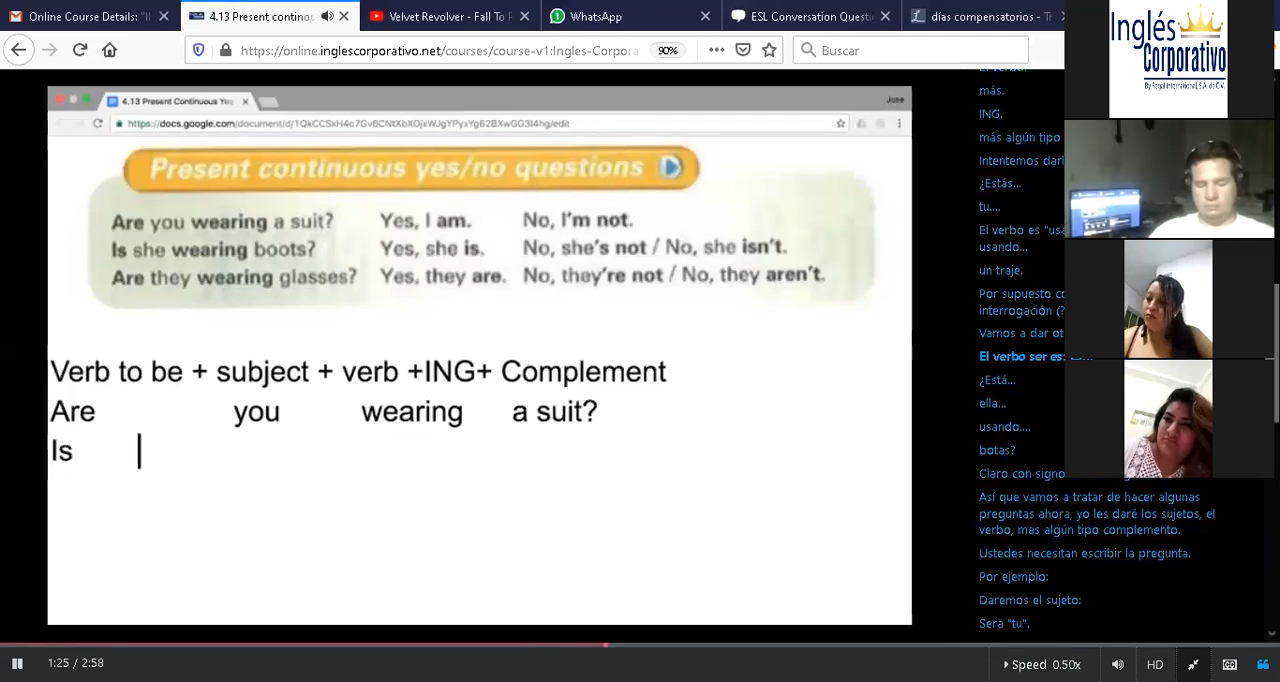 Online Course Details: "I
4.13 Present continuou
Velvet Revolver - Fall To P
WhatsApp
ESL Conversation Questi
días compensatorios - Tr
https://online.inglescorporativo.net/courses/course-v1:Ingles-Corpora
90%
Buscar
Inglés
Corporativo
By Regal International, S.A. de C.V.
4.13 Present Continuous Yes
June
Present continuous yes/no questions
Are you wearing a suit? Yes, I am. No, I'm not.
Is she wearing boots? Yes, she is. No, she's not / No, she isn't.
Are they wearing glasses? Yes, they are. No, they're not / No, they aren't.
Verb to be + subject + verb +ING+ Complement
Are you wearing a suit?
Is
El verbo.
más.
ING.
más algún tipo
Intentemos darl
¿Estás...
tu....
El verbo es "usa
usando...
un traje.
Por supuesto co
interrogación (?
Vamos a dar ot
El verbo ser es:
¿Está...
ella...
usando....
botas?
Claro con signo
Así que vamos a tratar de hacer algunas
preguntas ahora, yo les daré los sujetos, el
verbo, mas algún tipo complemento.
Ustedes necesitan escribir la pregunta.
Por ejemplo:
Daremos el sujeto:
Sera "tu".
1:25 / 2:58
Speed 0.50x
HD